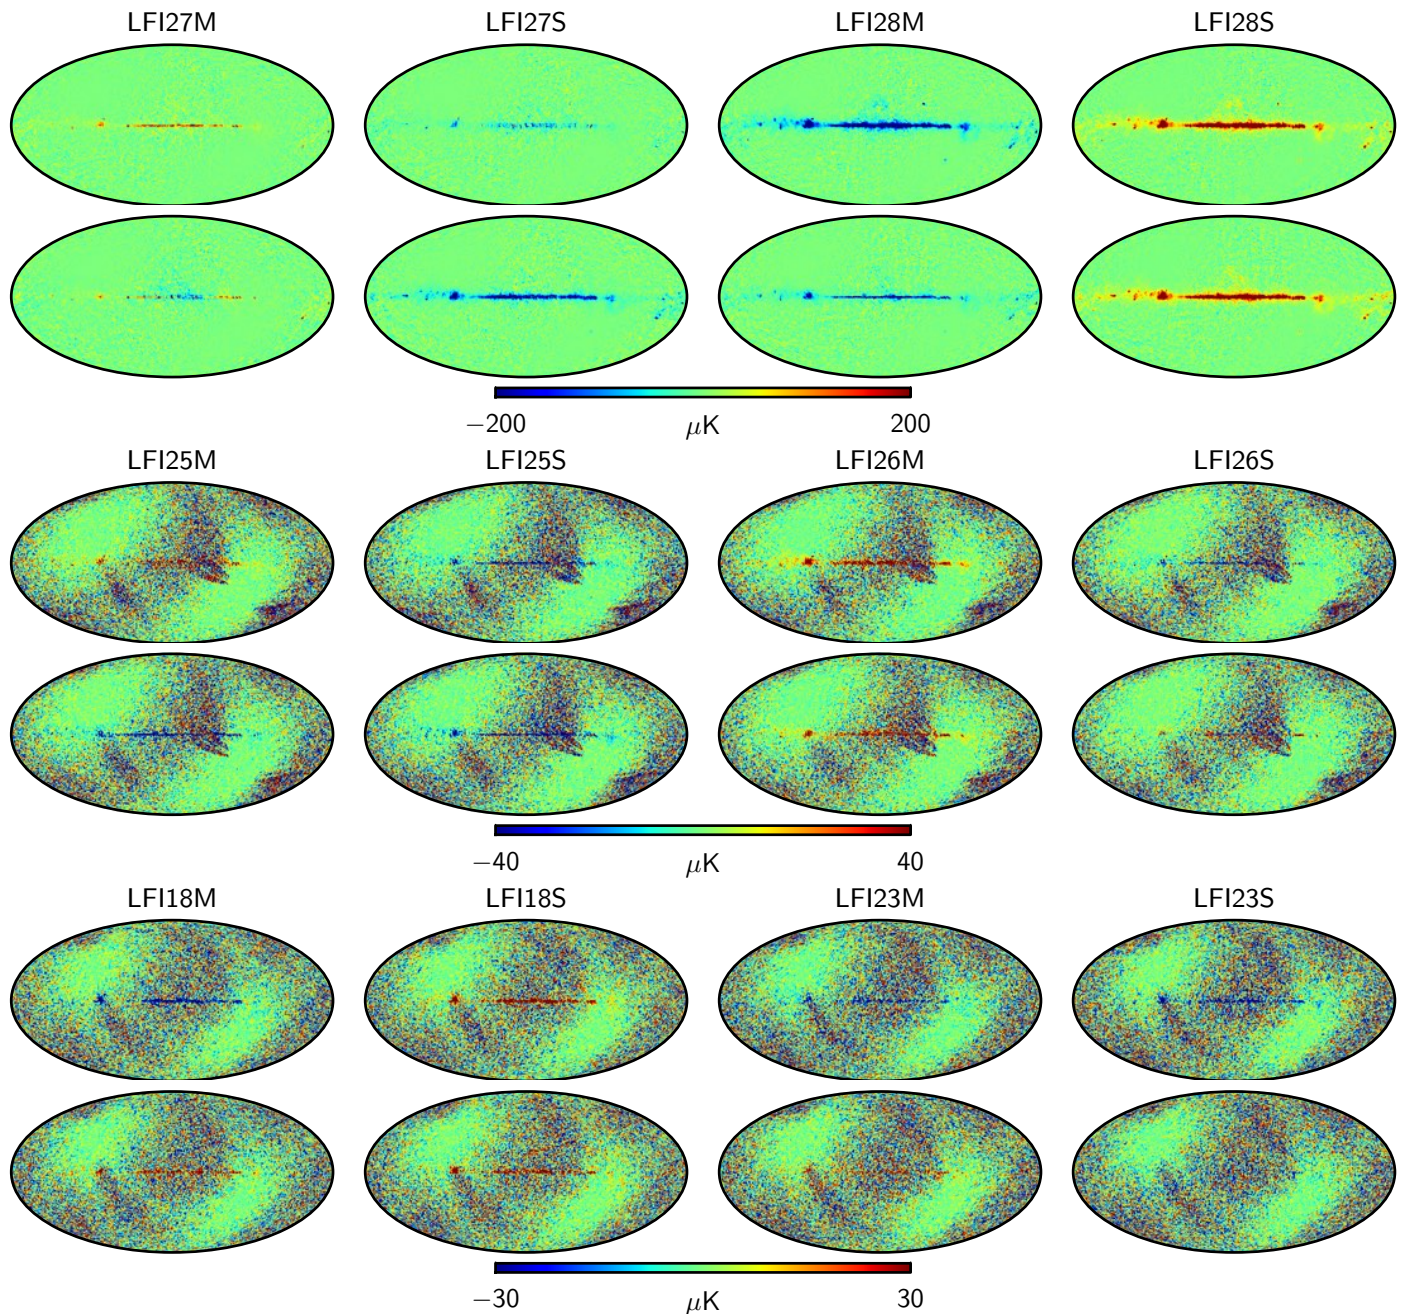 LFI27M LFI27S LFI28M LFI28S
−200 μK 200
LFI25M LFI25S LFI26M LFI26S
−40 μK 40
LFI18M LFI18S LFI23M LFI23S
−30 μK 30